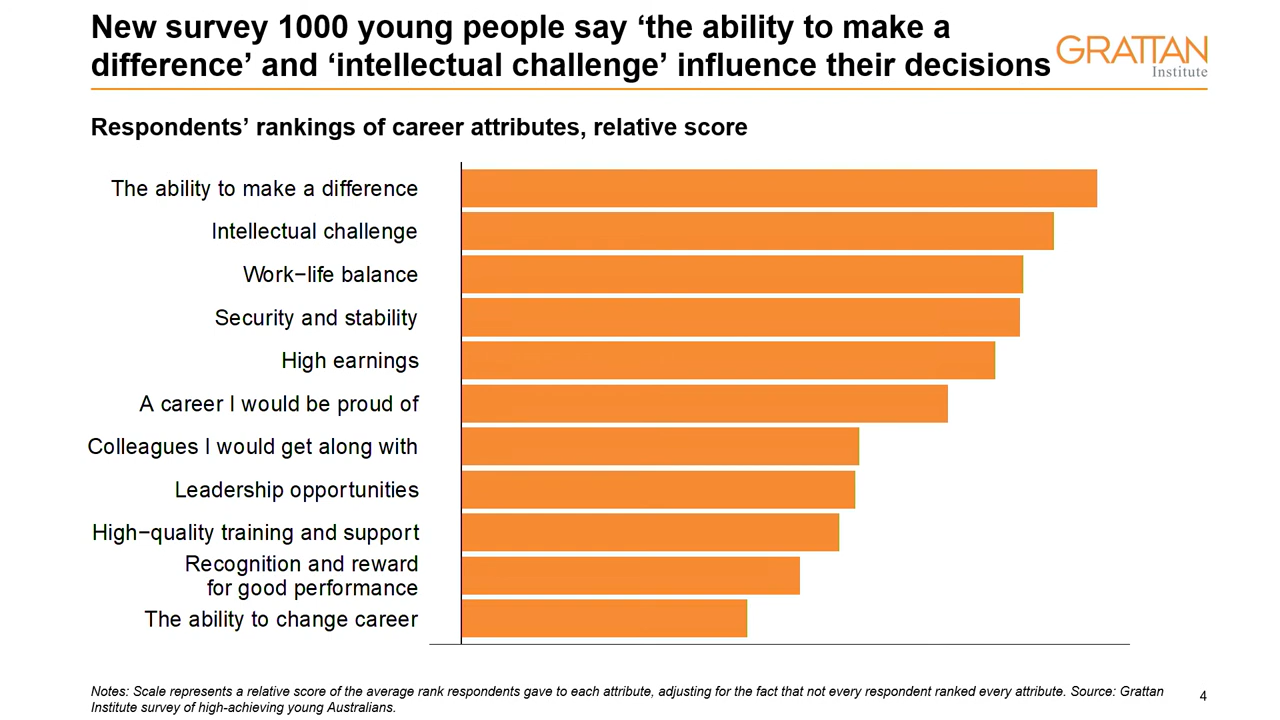 New survey 1000 young people say ‘the ability to make a
difference’ and ‘intellectual challenge’ influence their decisions
GRATTAN
Institute
Respondents’ rankings of career attributes, relative score
The ability to make a difference
Intellectual challenge
Work−life balance
Security and stability
High earnings
A career I would be proud of
Colleagues I would get along with
Leadership opportunities
High−quality training and support
Recognition and reward
for good performance
The ability to change career
Notes: Scale represents a relative score of the average rank respondents gave to each attribute, adjusting for the fact that not every respondent ranked every attribute. Source: Grattan
Institute survey of high-achieving young Australians.
4